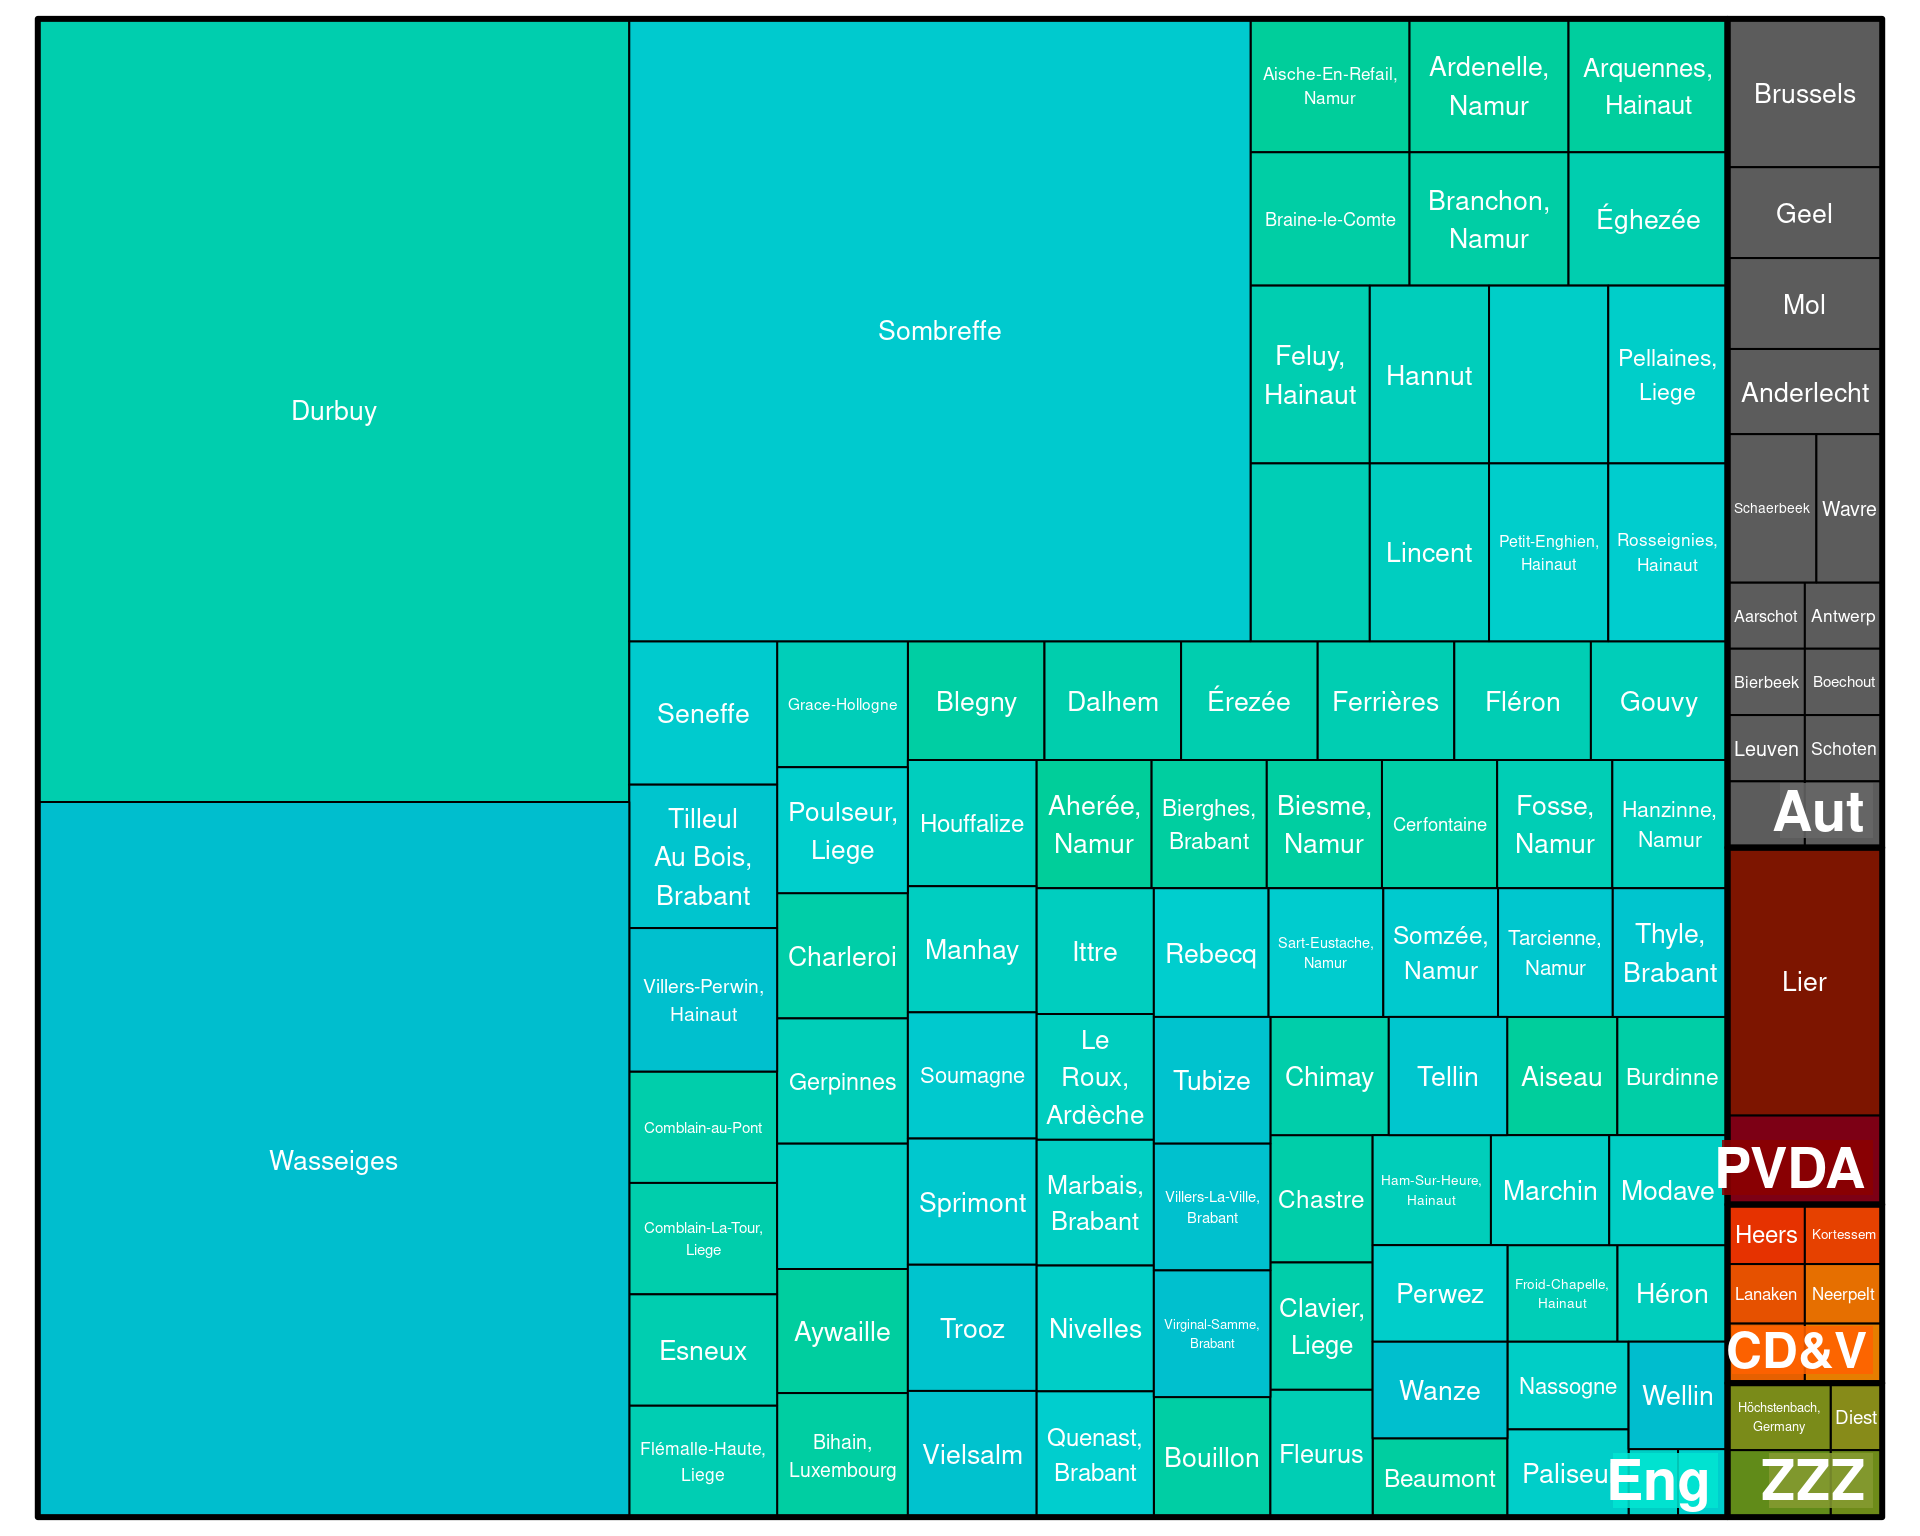 Durbuy
Wasseiges
Sombreffe
Aische-En-Refail,
Namur
Ardenelle,
Namur
Arquennes,
Hainaut
Braine-le-Comte
Branchon,
Namur
Éghezée
Feluy,
Hainaut
Hannut
Pellaines,
Liege
Lincent
Petit-Enghien,
Hainaut
Rosseignies,
Hainaut
Seneffe
Tilleul
Au Bois,
Brabant
Villers-Perwin,
Hainaut
Comblain-au-Pont
Comblain-La-Tour,
Liege
Esneux
Flémalle-Haute,
Liege
Grace-Hollogne
Poulseur,
Liege
Charleroi
Gerpinnes
Aywaille
Bihain,
Luxembourg
Blegny
Dalhem
Érezée
Ferrières
Fléron
Gouvy
Houffalize
Manhay
Soumagne
Sprimont
Trooz
Vielsalm
Aherée,
Namur
Bierghes,
Brabant
Biesme,
Namur
Cerfontaine
Fosse,
Namur
Hanzinne,
Namur
Ittre
Le
Roux,
Ardèche
Marbais,
Brabant
Nivelles
Quenast,
Brabant
Rebecq
Sart-Eustache,
Namur
Somzée,
Namur
Tarcienne,
Namur
Thyle,
Brabant
Tubize
Villers-La-Ville,
Brabant
Virginal-Samme,
Brabant
Bouillon
Chimay
Tellin
Aiseau
Burdinne
Chastre
Clavier,
Liege
Fleurus
Ham-Sur-Heure,
Hainaut
Marchin
Modave
Perwez
Froid-Chapelle,
Hainaut
Héron
Wanze
Nassogne
Wellin
Beaumont
Paliseu
Eng
Brussels
Geel
Mol
Anderlecht
Schaerbeek
Wavre
Aarschot
Antwerp
Bierbeek
Boechout
Leuven
Schoten
Aut
Lier
PVDA
Heers
Kortessem
Lanaken
Neerpelt
CD&V
Höchstenbach,
Germany
Diest
ZZZ